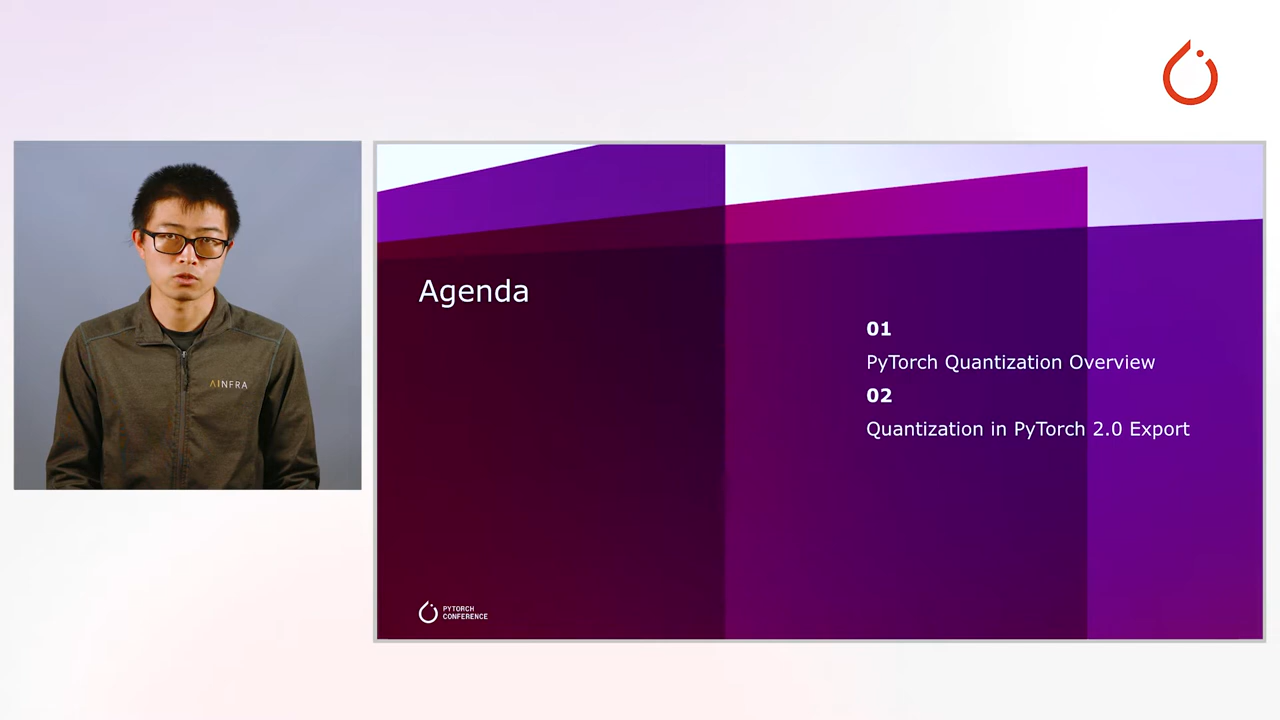 AINFRA
Agenda
01
PyTorch Quantization Overview
02
Quantization in PyTorch 2.0 Export
PYTORCH
CONFERENCE